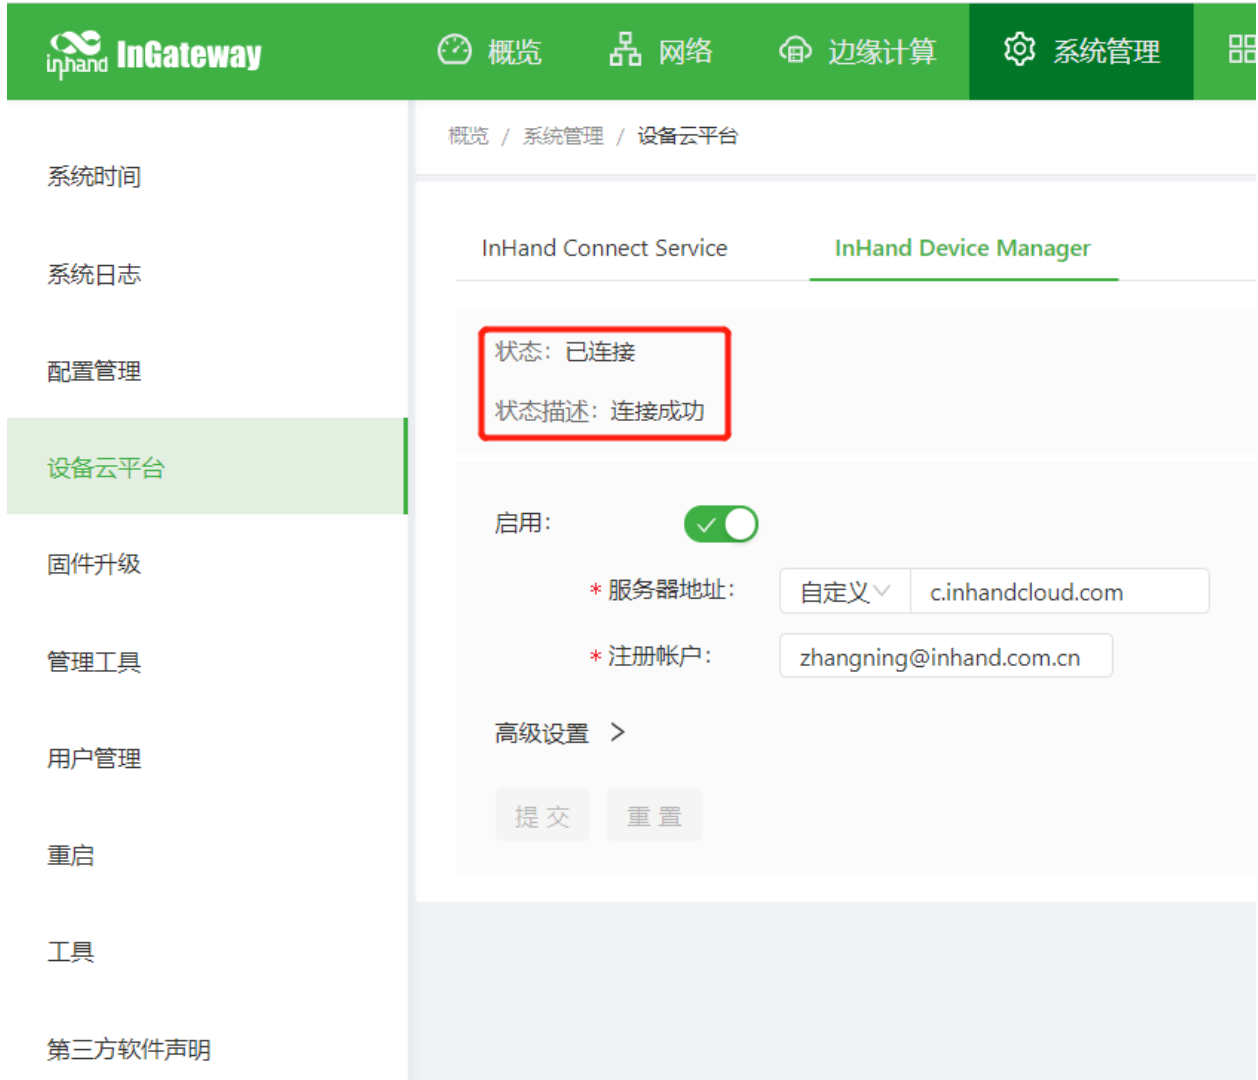 inhand InGateway
概览 网络 边缘计算 系统管理
概览 / 系统管理 / 设备云平台
系统时间
系统日志
配置管理
设备云平台
固件升级
管理工具
用户管理
重启
工具
第三方软件声明
InHand Connect Service InHand Device Manager
状态：已连接
状态描述：连接成功
启用：
* 服务器地址： 自定义 c.inhandcloud.com
* 注册帐户： zhangning@inhand.com.cn
高级设置 >
提 交 重 置